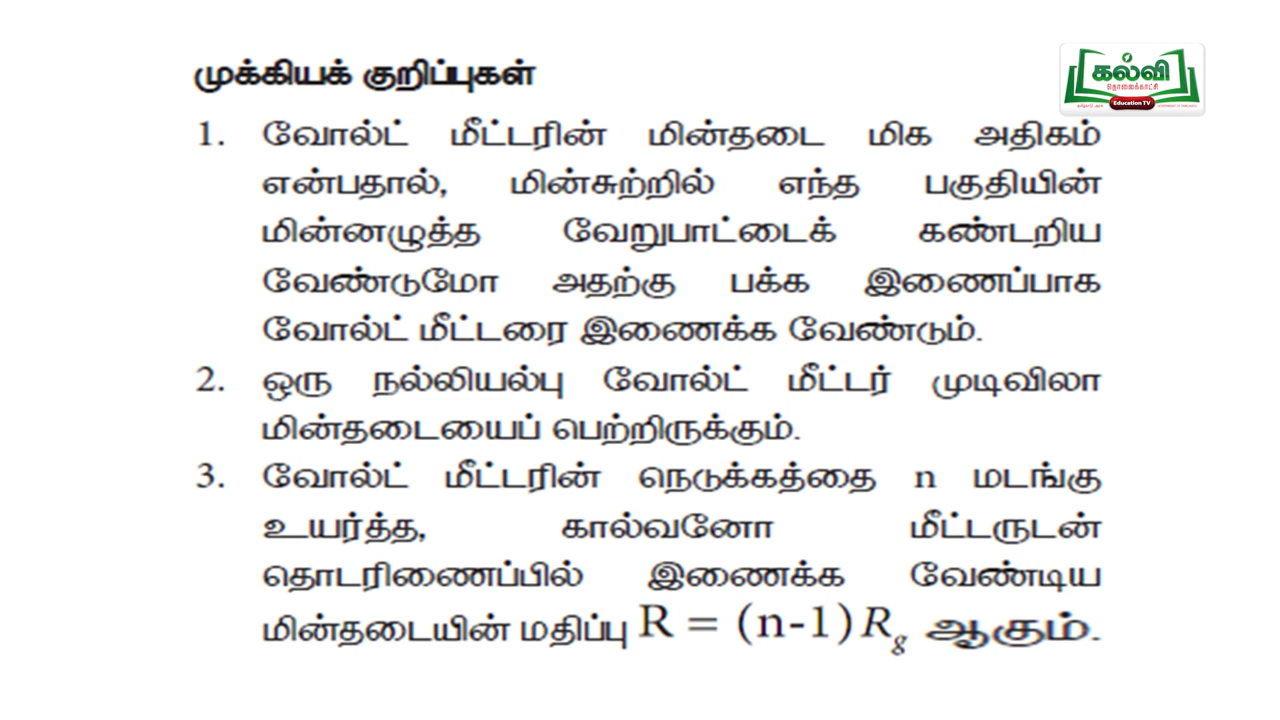 முக்கியக் குறிப்புகள்
கல்வி
தொலைக்காட்சி
Education TV
1. வோல்ட் மீட்டரின் மின்தடை மிக அதிகம்
என்பதால், மின்சுற்றில் எந்த பகுதியின்
மின்னழுத்த வேறுபாட்டைக் கண்டறிய
வேண்டுமோ அதற்கு பக்க இணைப்பாக
வோல்ட் மீட்டரை இணைக்க வேண்டும்.
2. ஒரு நல்லியல்பு வோல்ட் மீட்டர் முடிவிலா
மின்தடையைப் பெற்றிருக்கும்.
3. வோல்ட் மீட்டரின் நெடுக்கத்தை n மடங்கு
உயர்த்த, கால்வனோ மீட்டருடன்
தொடரிணைப்பில் இணைக்க வேண்டிய
மின்தடையின் மதிப்பு R = (n-1) R_g ஆகும்.